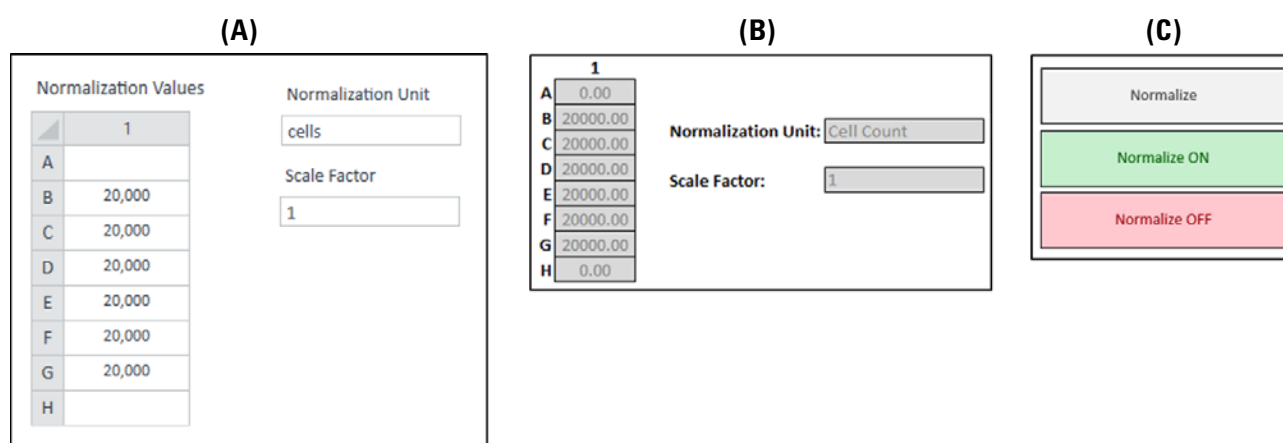 (A)
Normalization Values
1
A
B 20,000
C 20,000
D 20,000
E 20,000
F 20,000
G 20,000
H
Normalization Unit
cells
Scale Factor
1
(B)
1
A 0.00
B 20000.00
C 20000.00
D 20000.00
E 20000.00
F 20000.00
G 20000.00
H 0.00
Normalization Unit: Cell Count
Scale Factor: 1
(C)
Normalize
Normalize ON
Normalize OFF